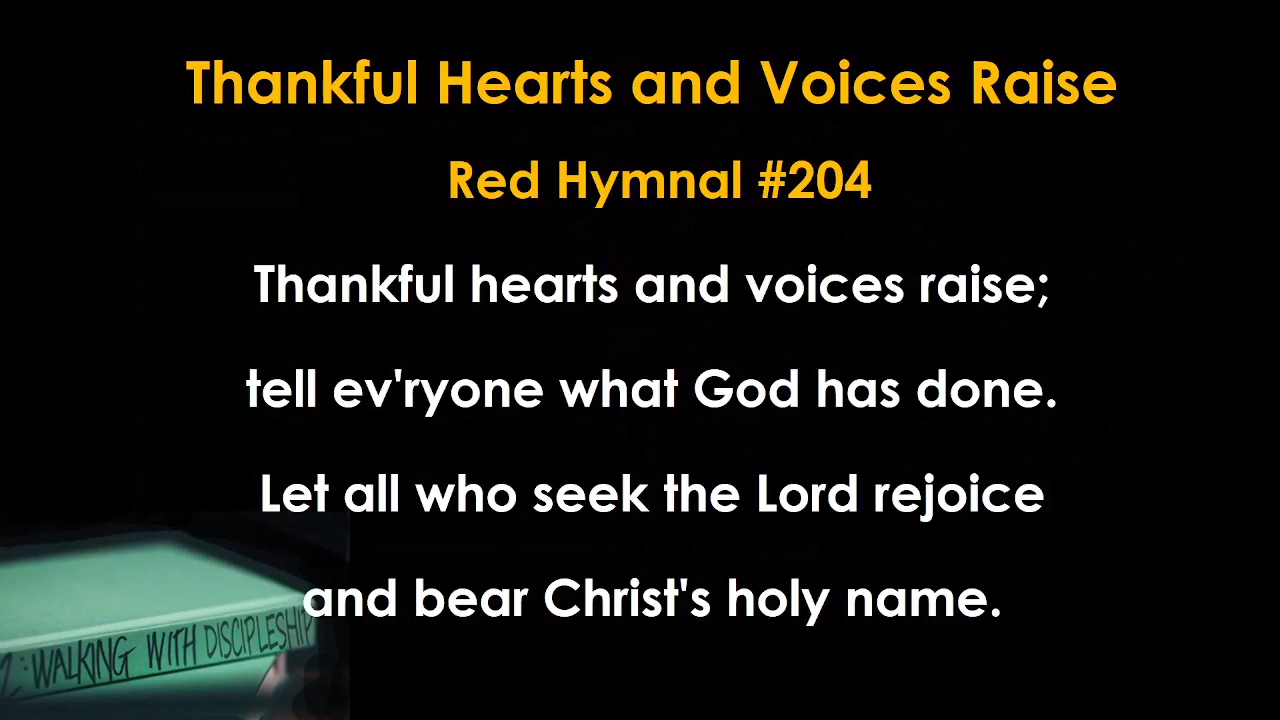 Thankful Hearts and Voices Raise
Red Hymnal #204
Thankful hearts and voices raise;
tell ev'ryone what God has done.
Let all who seek the Lord rejoice
and bear Christ's holy name.
WALKING WITH DISCIPLESHIP